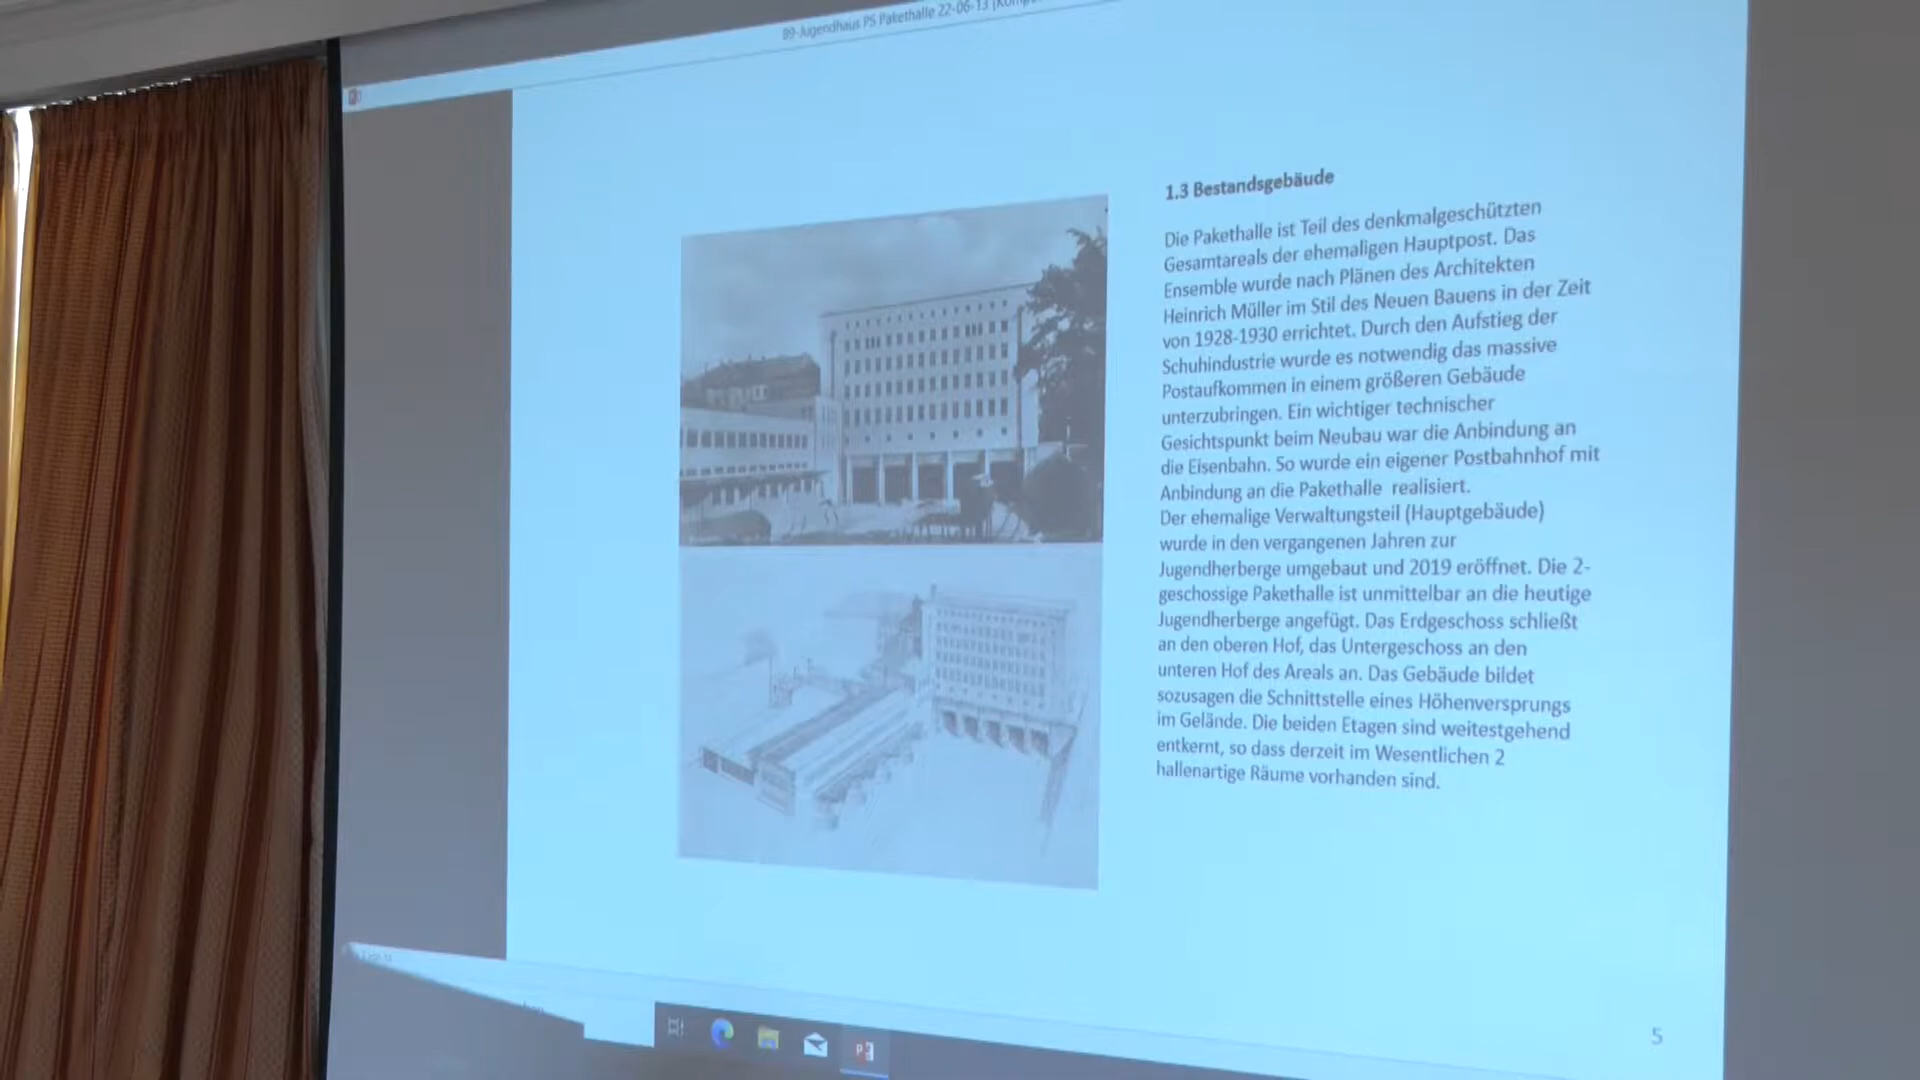 89-Jugendhaus PS Pakethalle 22-06-13
1.3 Bestandsgebäude
Die Pakethalle ist Teil des denkmalgeschützten
Gesamtareals der ehemaligen Hauptpost. Das
Ensemble wurde nach Plänen des Architekten
Heinrich Müller im Stil des Neuen Bauens in der Zeit
von 1928-1930 errichtet. Durch den Aufstieg der
Schuhindustrie wurde es notwendig das massive
Postaufkommen in einem größeren Gebäude
unterzubringen. Ein wichtiger technischer
Gesichtspunkt beim Neubau war die Anbindung an
die Eisenbahn. So wurde ein eigener Postbahnhof mit
Anbindung an die Pakethalle realisiert.
Der ehemalige Verwaltungsteil (Hauptgebäude)
wurde in den vergangenen Jahren zur
Jugendherberge umgebaut und 2019 eröffnet. Die 2-
geschossige Pakethalle ist unmittelbar an die heutige
Jugendherberge angefügt. Das Erdgeschoss schließt
an den oberen Hof, das Untergeschoss an den
unteren Hof des Areals an. Das Gebäude bildet
sozusagen die Schnittstelle eines Höhenversprungs
im Gelände. Die beiden Etagen sind weitestgehend
entkernt, so dass derzeit im Wesentlichen 2
hallenartige Räume vorhanden sind.
5